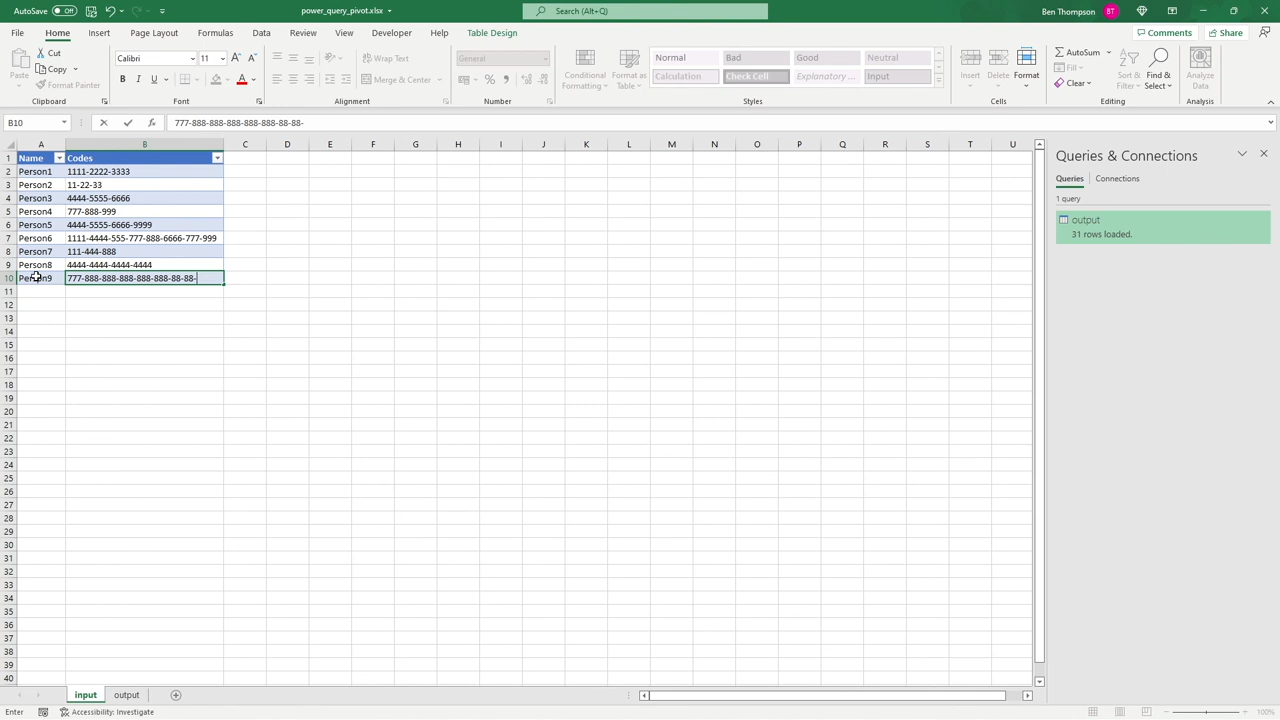 AutoSave Off power_query_pivot.xlsx Search (Alt+Q) Ben Thompson BT
File Home Insert Page Layout Formulas Data Review View Developer Help Table Design Comments Share
Paste Cut Copy Format Painter
Calibri 11 A A
B I U A
Wrap Text
Merge & Center
General
% 9
Conditional Formatting Format as Table
Normal Bad Good Neutral
Calculation Check Cell Explanatory ... Input
Insert Delete Format
AutoSum Fill Clear
Sort & Filter Find & Select
Analyze Data
Clipboard Font Alignment Number Styles Cells Editing Analysis
B10 fx 777-888-888-888-888-888-88-88-
A B C D E F G H I J K L M N O P Q R S T U
1 Name Codes
2 Person1 1111-2222-3333
3 Person2 11-22-33
4 Person3 4444-5555-6666
5 Person4 777-888-999
6 Person5 4444-5555-6666-9999
7 Person6 1111-4444-555-777-888-6666-777-999
8 Person7 111-444-888
9 Person8 4444-4444-4444-4444
10 Person9 777-888-888-888-888-888-88-88-
11
12
13
14
15
16
17
18
19
20
21
22
23
24
25
26
27
28
29
30
31
32
33
34
35
36
37
38
39
40
Queries & Connections
Queries Connections
1 query
output
31 rows loaded.
input output
Enter Accessibility: Investigate 100%